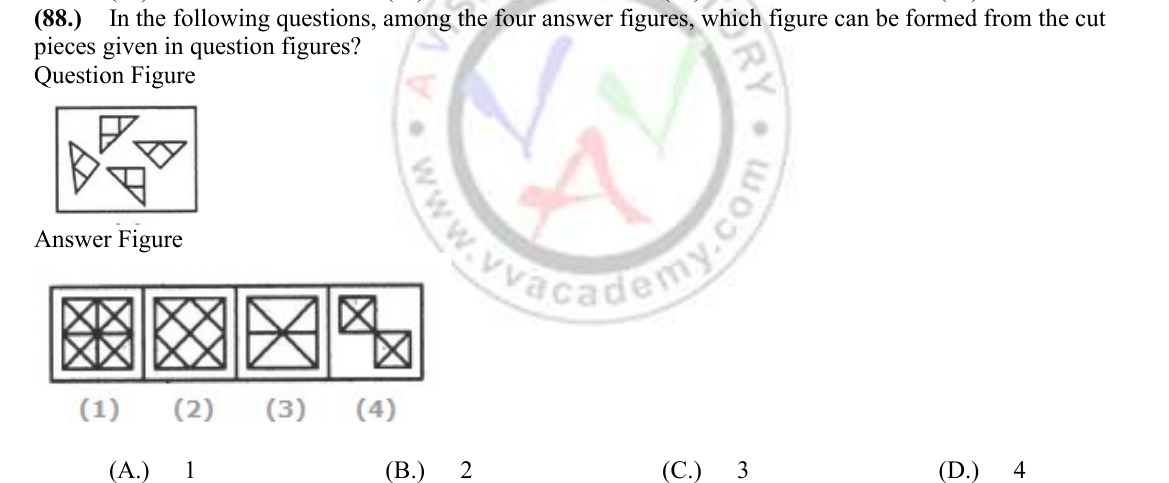 (88.) In the following questions, among the four answer figures, which figure can be formed from the cut
pieces given in question figures?
Question Figure
Answer Figure
(1) (2) (3) (4)
(A.) 1 (B.) 2 (C.) 3 (D.) 4
www.vvacademy.com